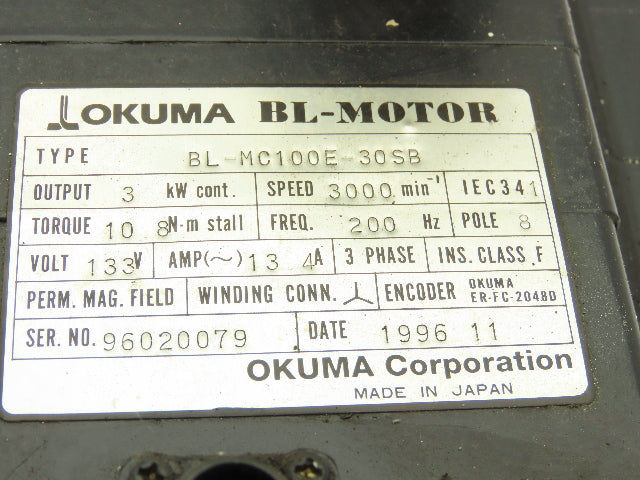 OKUMA BL-MOTOR
TYPE BL-MC100E-30SB
OUTPUT 3 kW cont. SPEED 3000 min⁻¹ IEC341
TORQUE 10 8 N·m stall FREQ. 200 Hz POLE 8
VOLT 133V AMP(~) 13 4A 3 PHASE INS. CLASS F
PERM. MAG. FIELD WINDING CONN. ENCODER OKUMA ER-FC-2048D
SER. NO. 96020079 DATE 1996 11
OKUMA Corporation
MADE IN JAPAN